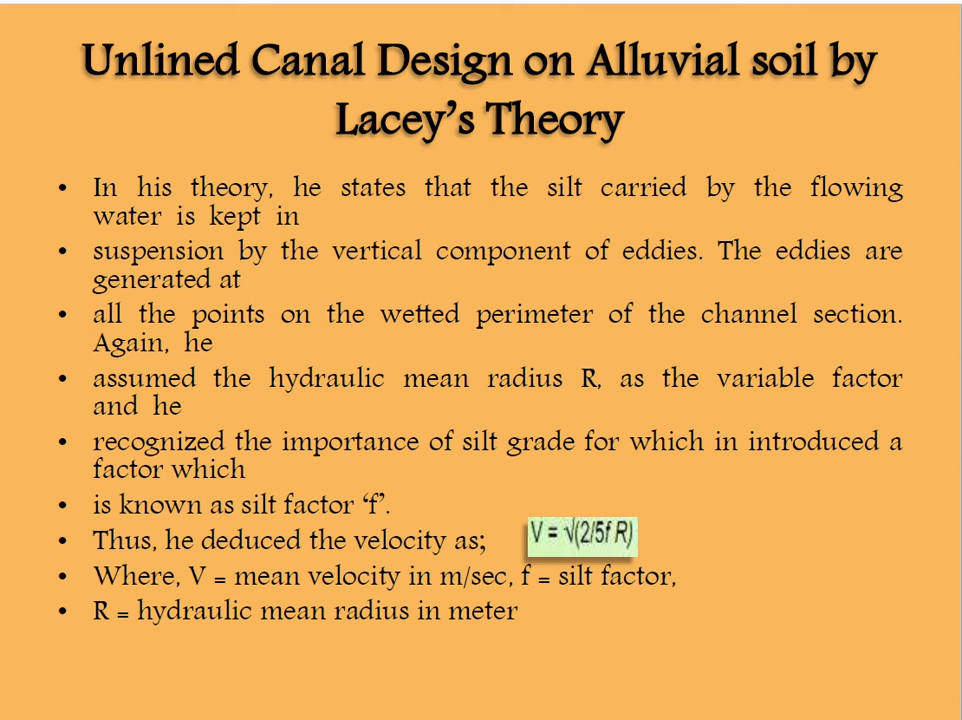 Unlined Canal Design on Alluvial soil by
Lacey's Theory
• In his theory, he states that the silt carried by the flowing
water is kept in
• suspension by the vertical component of eddies. The eddies are
generated at
• all the points on the wetted perimeter of the channel section.
Again, he
• assumed the hydraulic mean radius R, as the variable factor
and he
• recognized the importance of silt grade for which in introduced a
factor which
• is known as silt factor 'f'.
• Thus, he deduced the velocity as; V = √(2/5f R)
• Where, V = mean velocity in m/sec, f = silt factor,
• R = hydraulic mean radius in meter